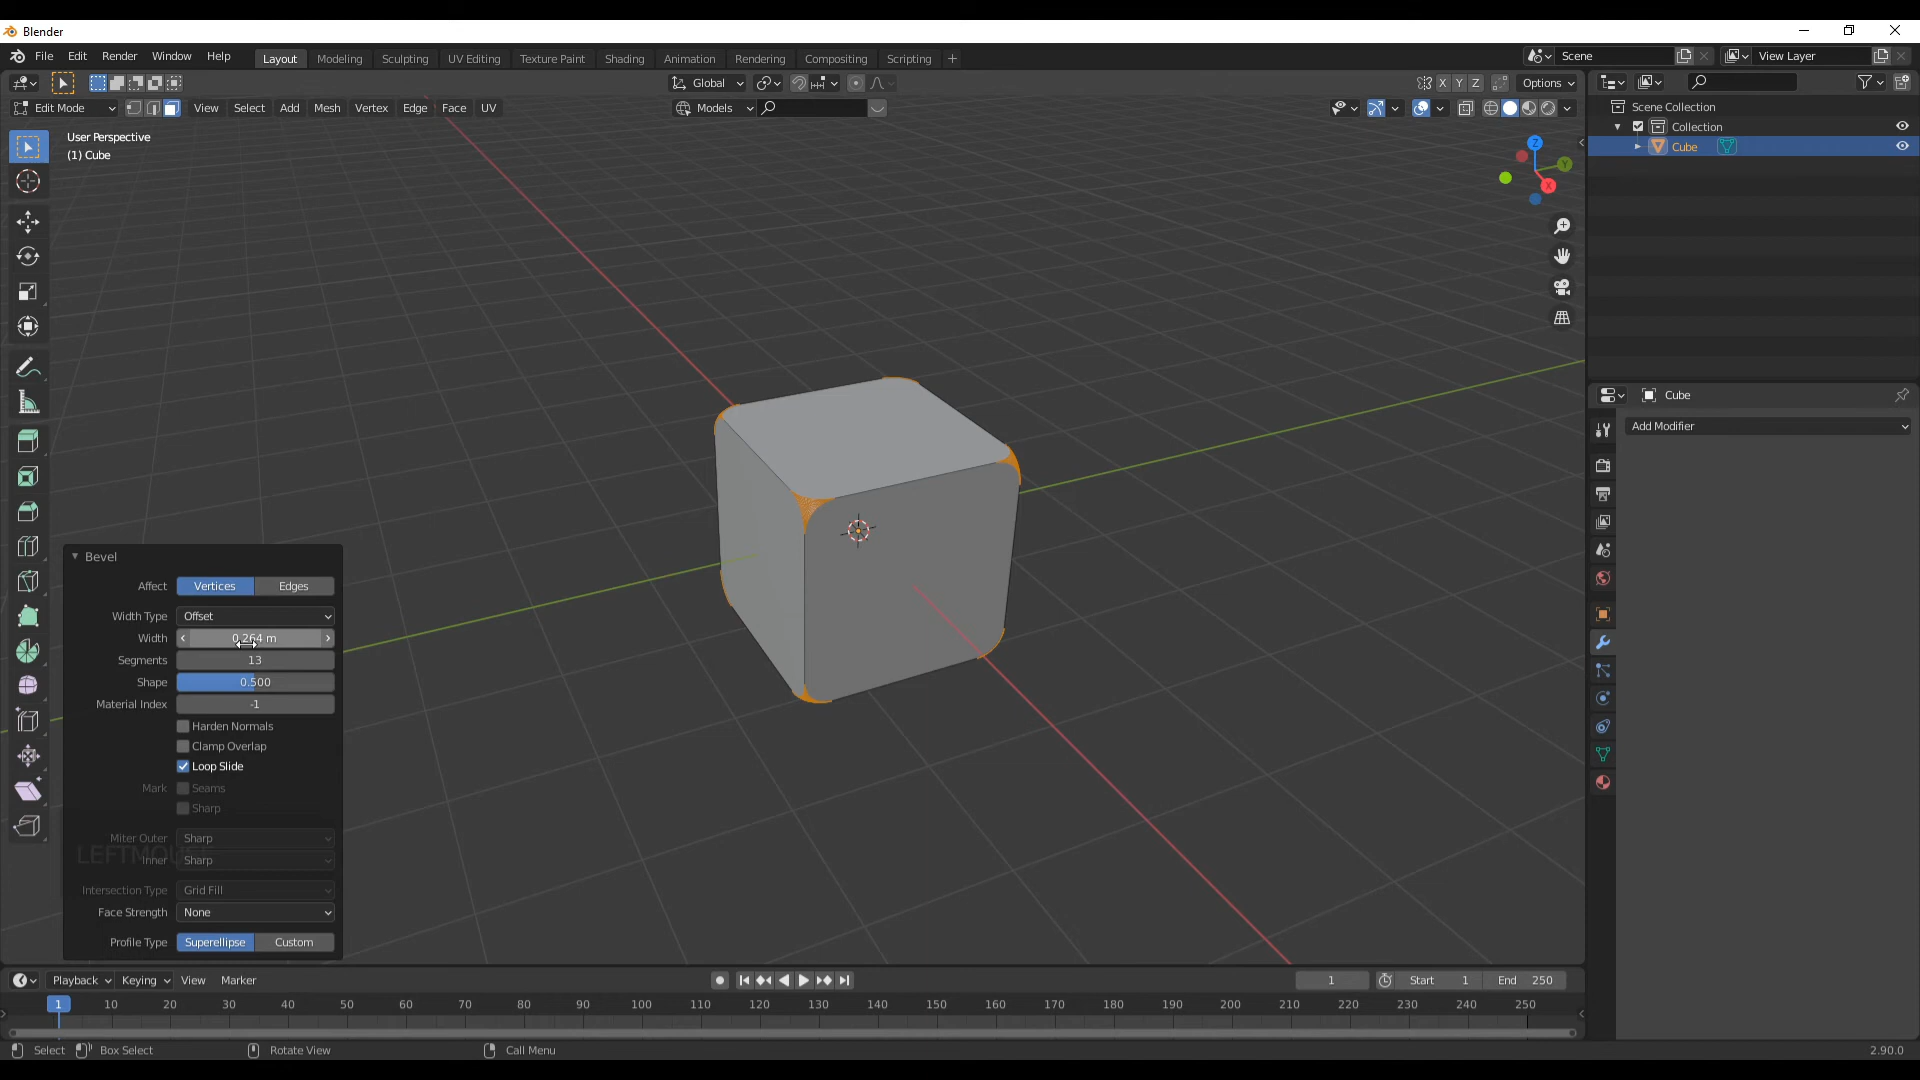 Blender
File Edit Render Window Help Layout Modeling Sculpting UV Editing Texture Paint Shading Animation Rendering Compositing Scripting + Scene View Layer
Global X Y Z Options
Edit Mode View Select Add Mesh Vertex Edge Face UV Models
User Perspective
(1) Cube
Z
Y
X
Scene Collection
Collection
Cube
Cube
Add Modifier
Bevel
Affect Vertices Edges
Width Type Offset
Width 0.264 m
Segments 13
Shape 0.500
Material Index -1
Harden Normals
Clamp Overlap
Loop Slide
Mark Seams
Sharp
Miter Outer Sharp
LEFTMOUSE
Inner Sharp
Intersection Type Grid Fill
Face Strength None
Profile Type Superellipse Custom
Playback Keying View Marker 1 Start 1 End 250
1 10 20 30 40 50 60 70 80 90 100 110 120 130 140 150 160 170 180 190 200 210 220 230 240 250
Select Box Select Rotate View Call Menu 2.90.0